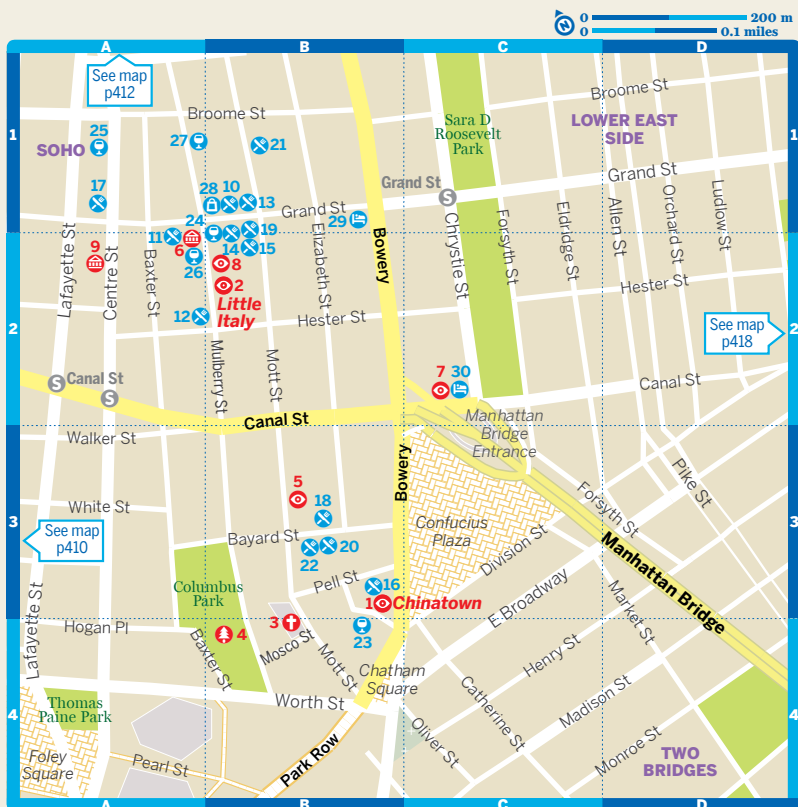 0 200 m
0 0.1 miles
A B C D
See map
p412
Broome St
Broome St
Sara D
Roosevelt
Park
LOWER EAST
SIDE
1
1
25
SOHO
27
21
17
28 10 13
Grand St
Grand St
Grand St
S
29
24
19
11
6
14
15
26
9
8
2
Little
Italy
12
Lafayette St
Centre St
Baxter St
Elizabeth St
Bowery
Chrystie St
Forsyth St
Eldridge St
Allen St
Orchard St
Ludlow St
Hester St
Hester St
2
2
See map
p418
Mulberry St
Mott St
7 30
S Canal St
S
Canal St
Canal St
Manhattan
Bridge
Entrance
Walker St
Bowery
5
18
White St
Pike St
Forsyth St
3
3
See map
p410
Bayard St
20
22
Confucius
Plaza
Division St
Manhattan Bridge
Columbus
Park
Pell St
16
1 Chinatown
E Broadway
Market St
Lafayette St
Hogan Pl
4
3
23
Baxter St
Mosco St
Mott St
Henry St
Chatham
Square
Worth St
Catherine St
Madison St
4
4
Thomas
Paine Park
Oliver St
Monroe St
Foley
Square
Pearl St
Park Row
TWO
BRIDGES
A B C D